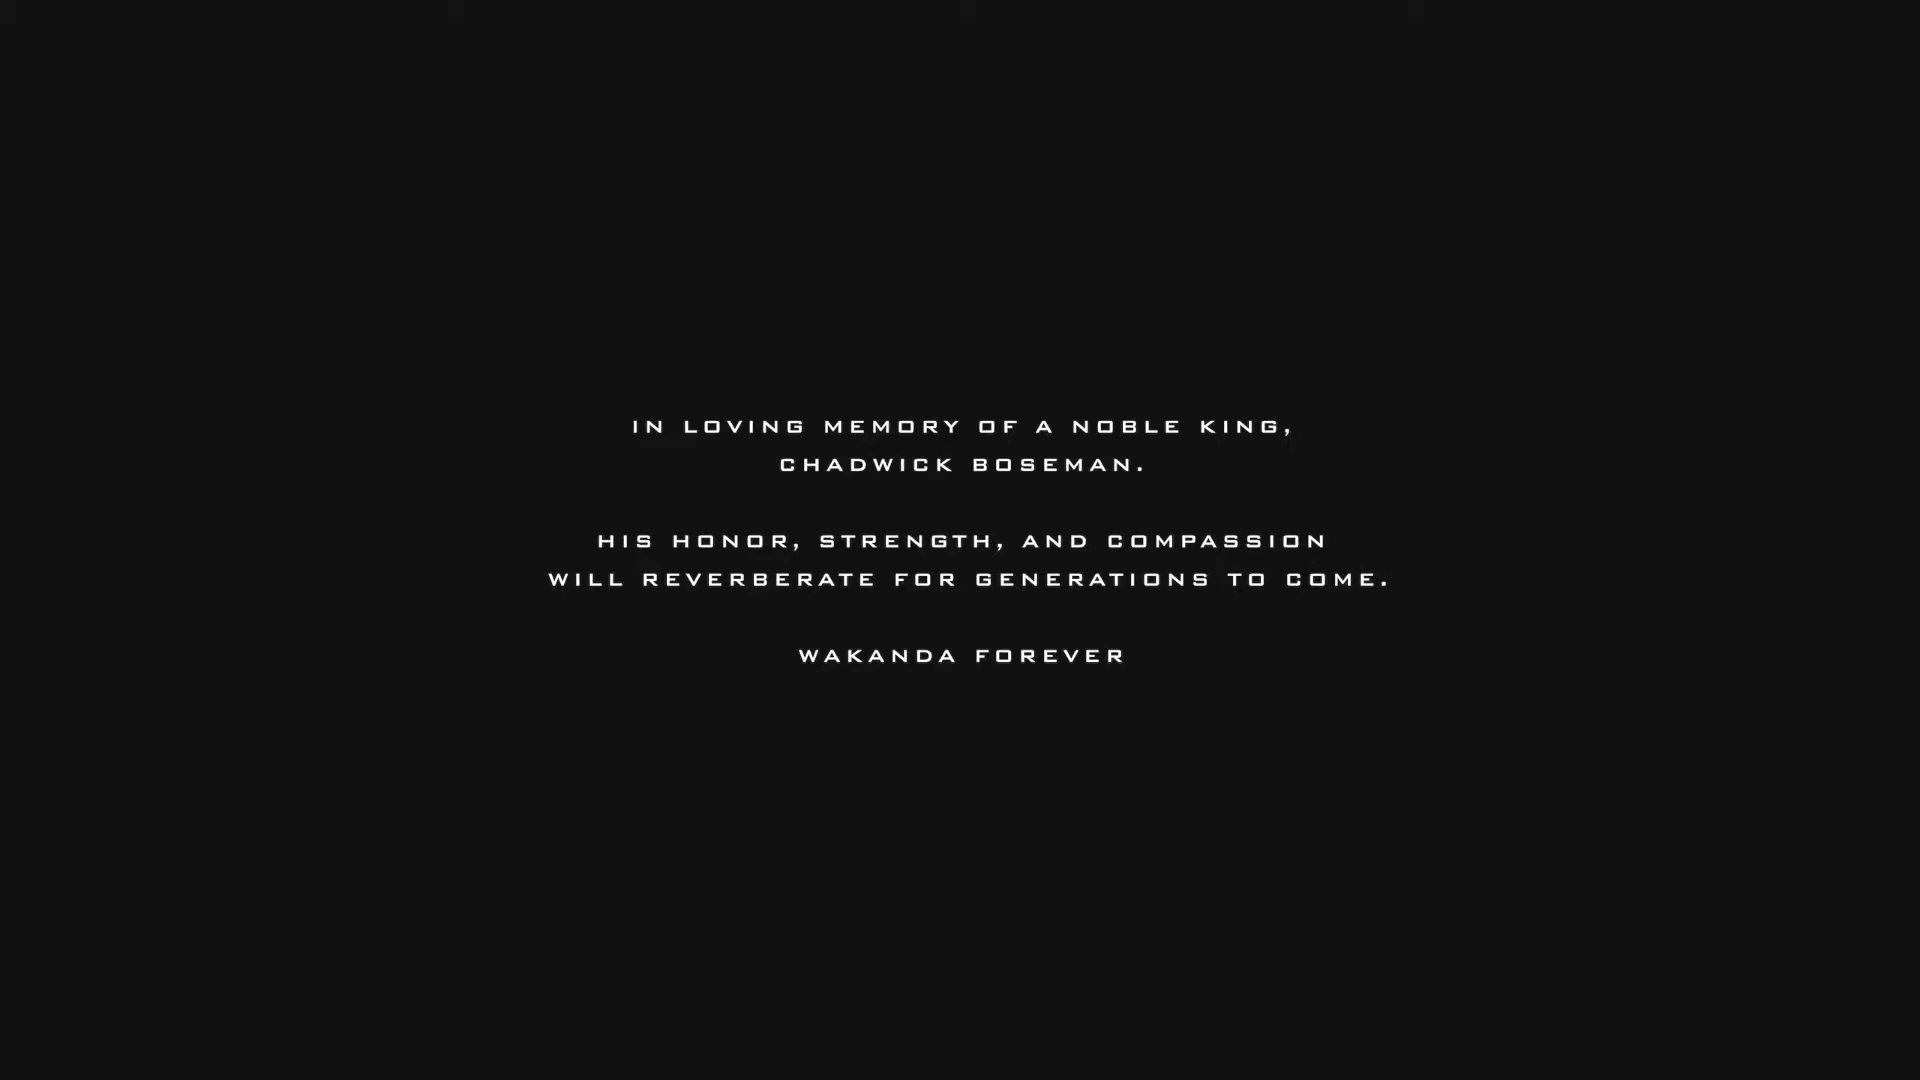 IN LOVING MEMORY OF A NOBLE KING,
CHADWICK BOSEMAN.
HIS HONOR, STRENGTH, AND COMPASSION
WILL REVERBERATE FOR GENERATIONS TO COME.
WAKANDA FOREVER